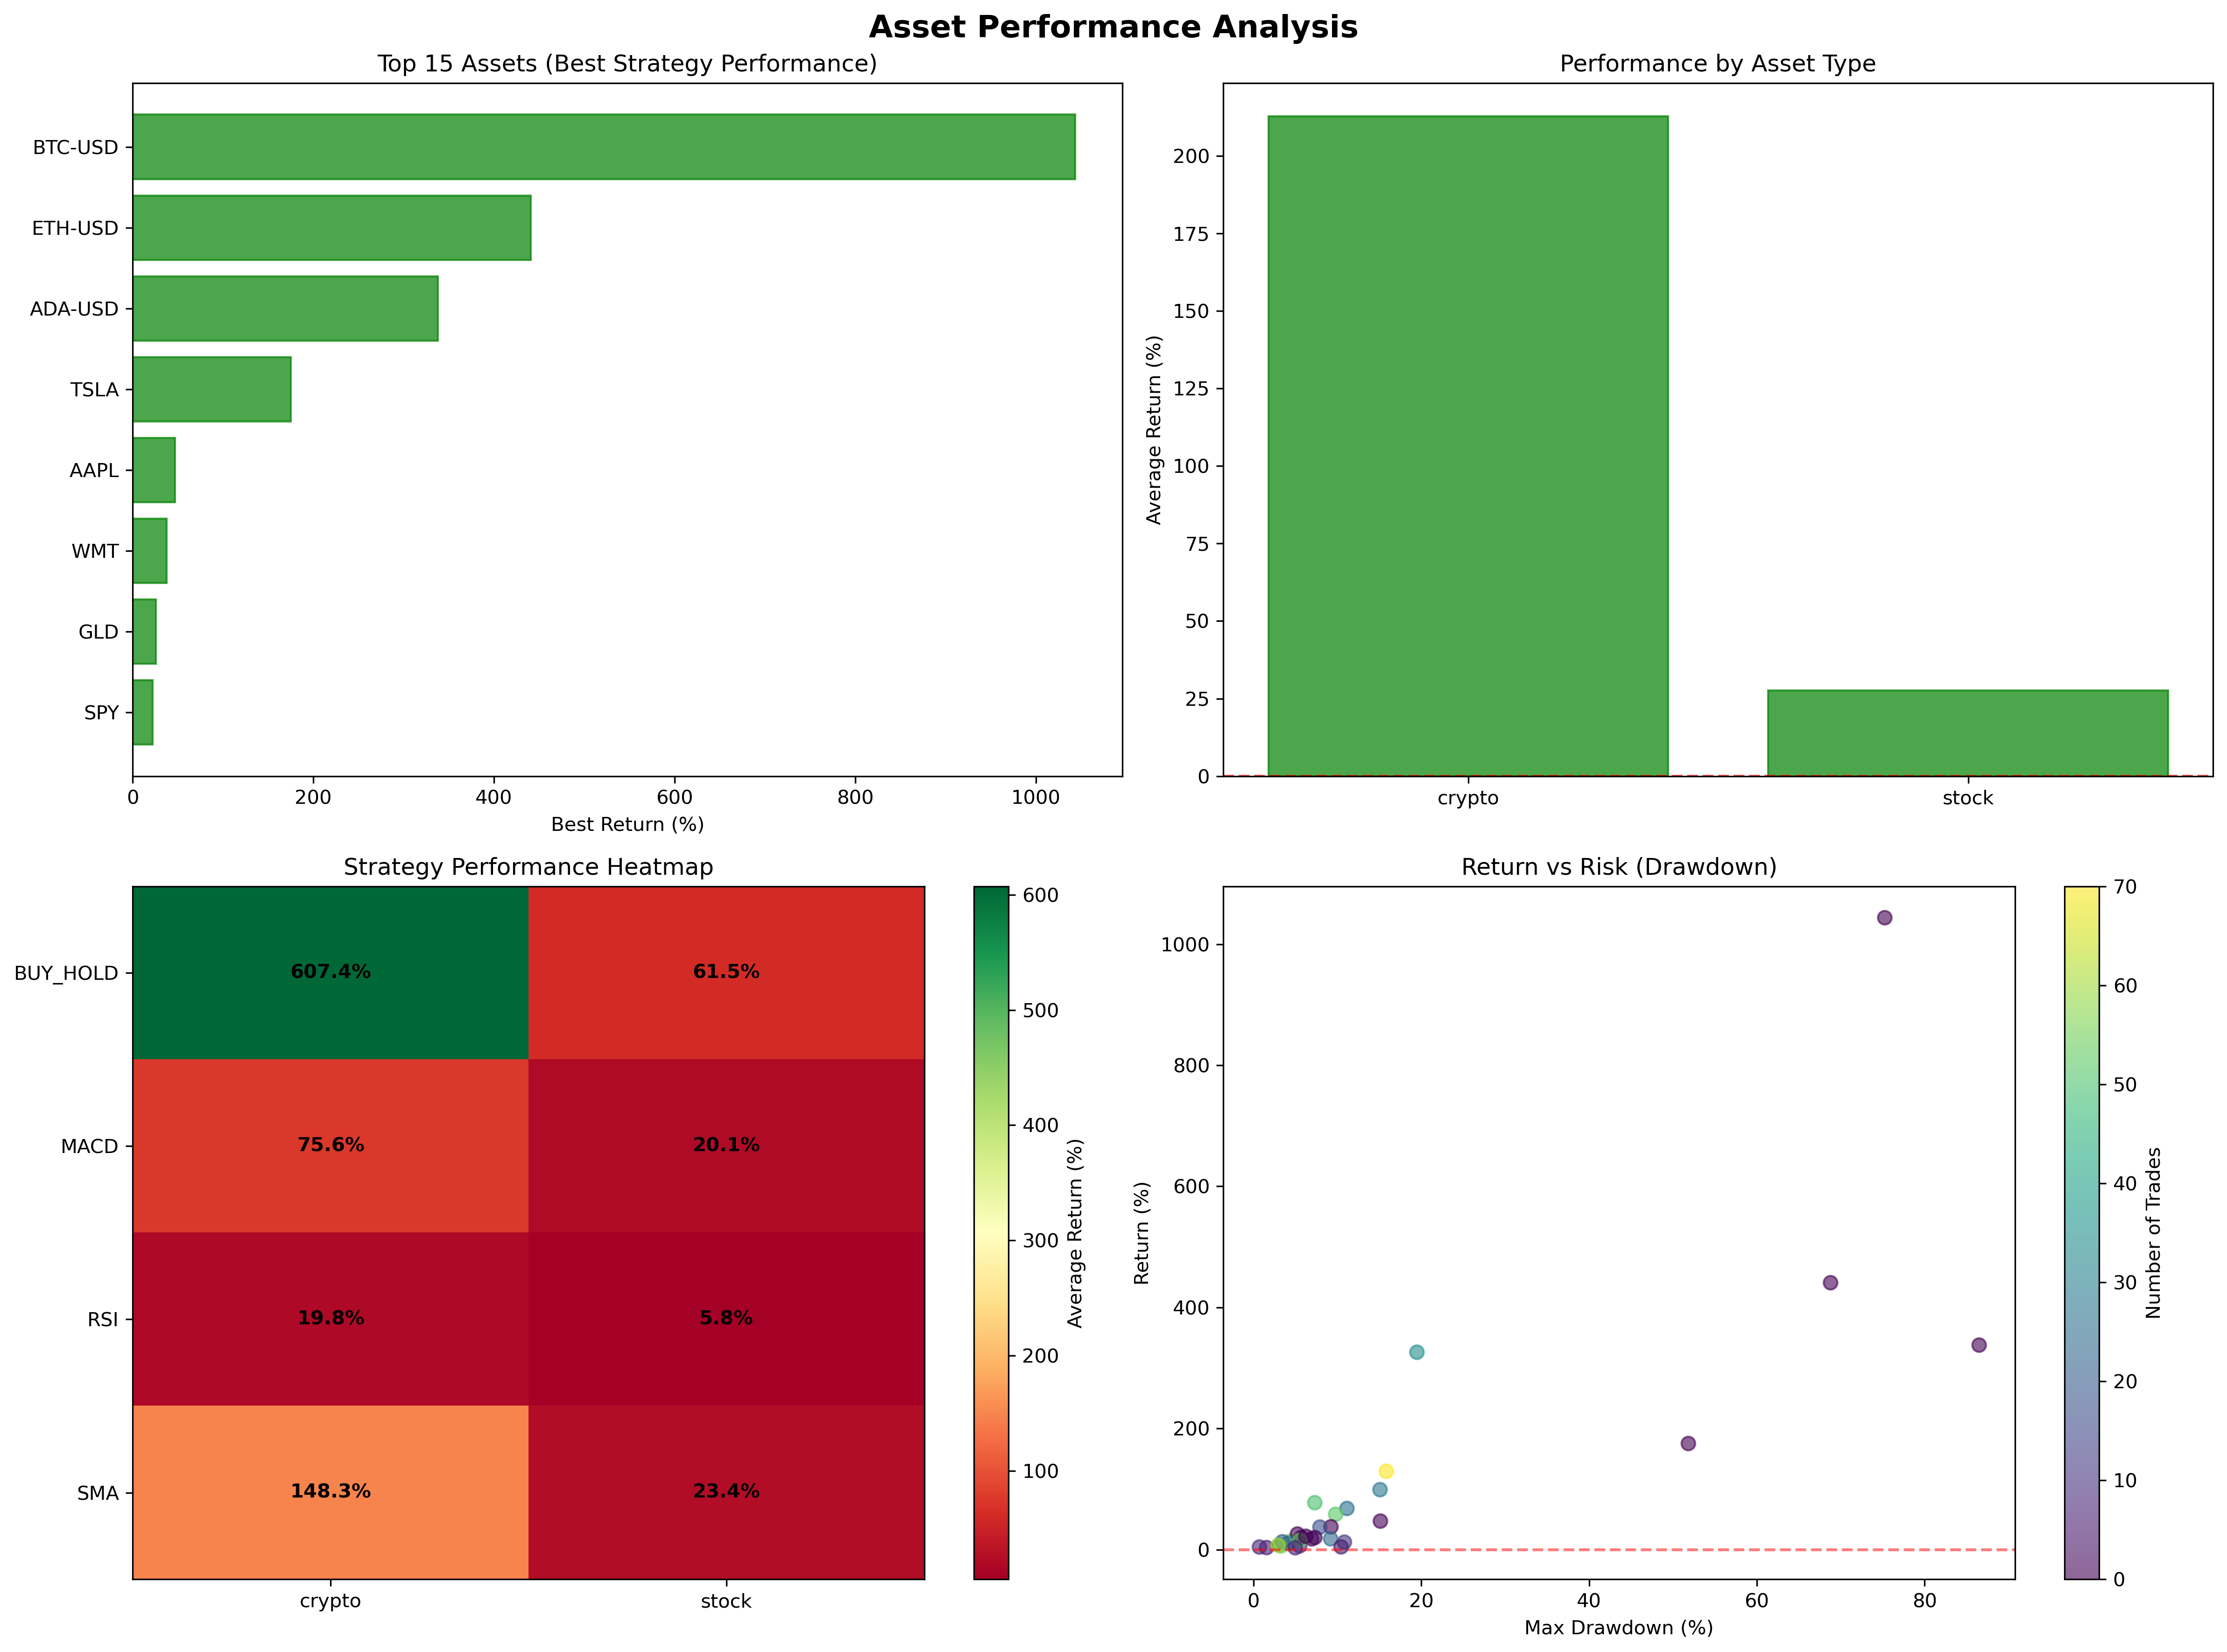 Asset Performance Analysis
Top 15 Assets (Best Strategy Performance)
BTC-USD
ETH-USD
ADA-USD
TSLA
AAPL
WMT
GLD
SPY
0 200 400 600 800 1000
Best Return (%)
Performance by Asset Type
Average Return (%)
200
175
150
125
100
75
50
25
0
crypto stock
Strategy Performance Heatmap
BUY_HOLD 607.4% 61.5%
MACD 75.6% 20.1%
RSI 19.8% 5.8%
SMA 148.3% 23.4%
crypto stock
600
500
400
300
200
100
Average Return (%)
Return vs Risk (Drawdown)
Return (%)
1000
800
600
400
200
0
0 20 40 60 80
Max Drawdown (%)
70
60
50
40
30
20
10
0
Number of Trades